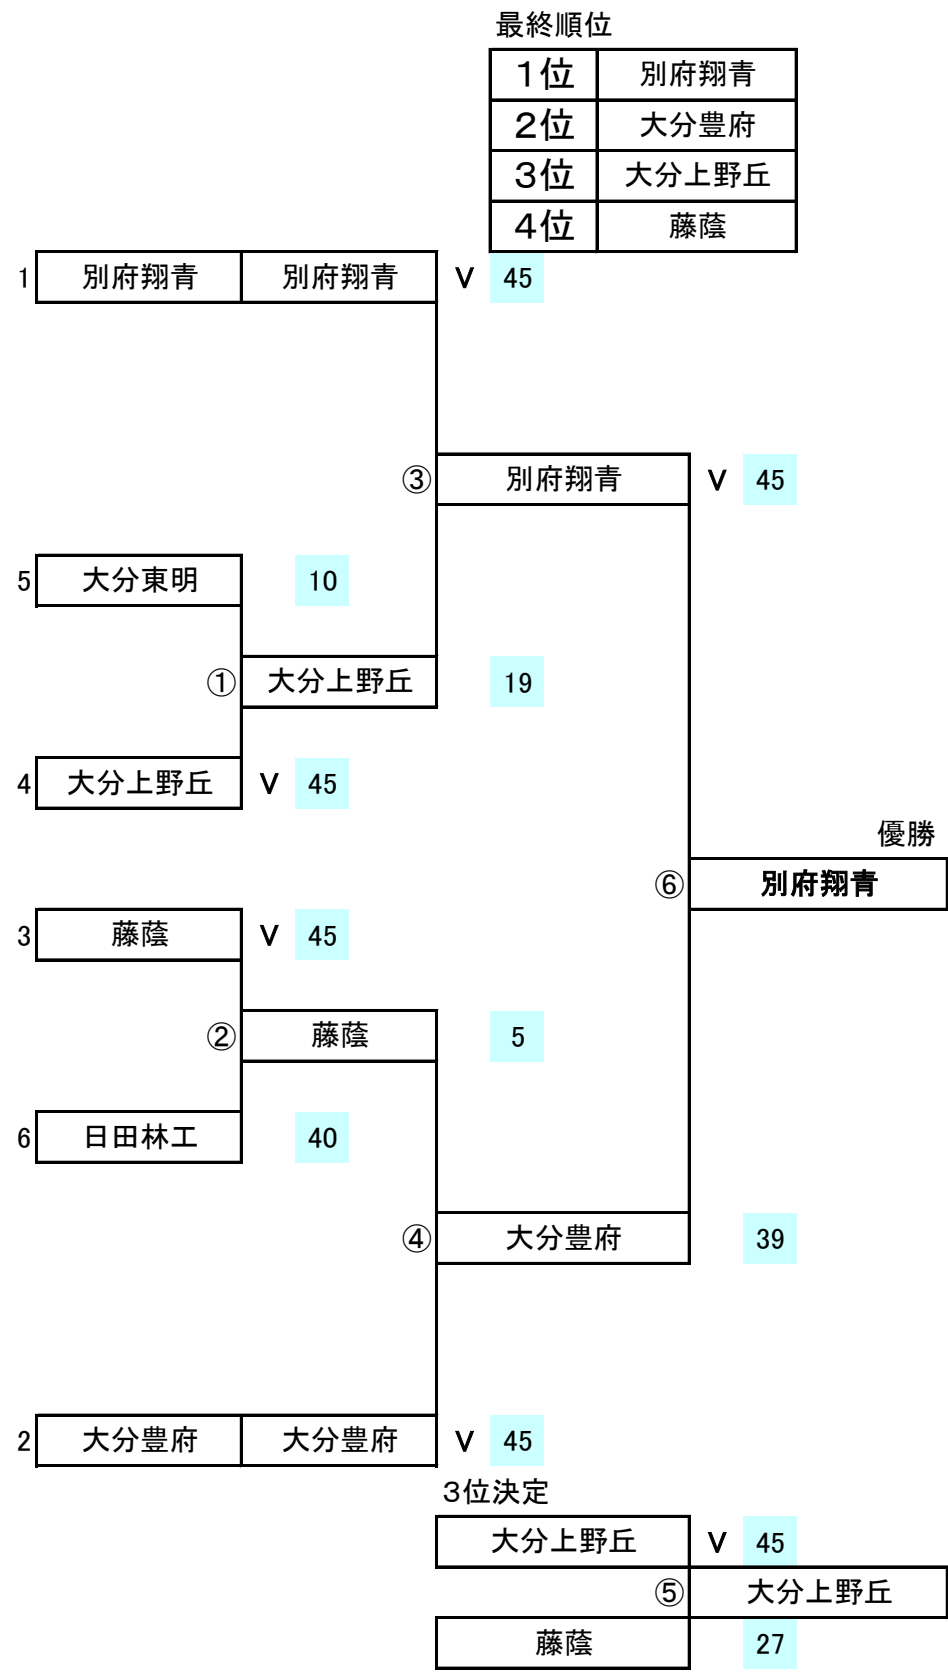 最終順位
1位 別府翔青
2位 大分豊府
3位 大分上野丘
4位 藤蔭
1 別府翔青 別府翔青 V 45
③ 別府翔青 V 45
5 大分東明 10
① 大分上野丘 19
4 大分上野丘 V 45
優勝
⑥ 別府翔青
3 藤蔭 V 45
② 藤蔭 5
6 日田林工 40
④ 大分豊府 39
2 大分豊府 大分豊府 V 45
3位決定
大分上野丘 V 45
⑤ 大分上野丘
藤蔭 27